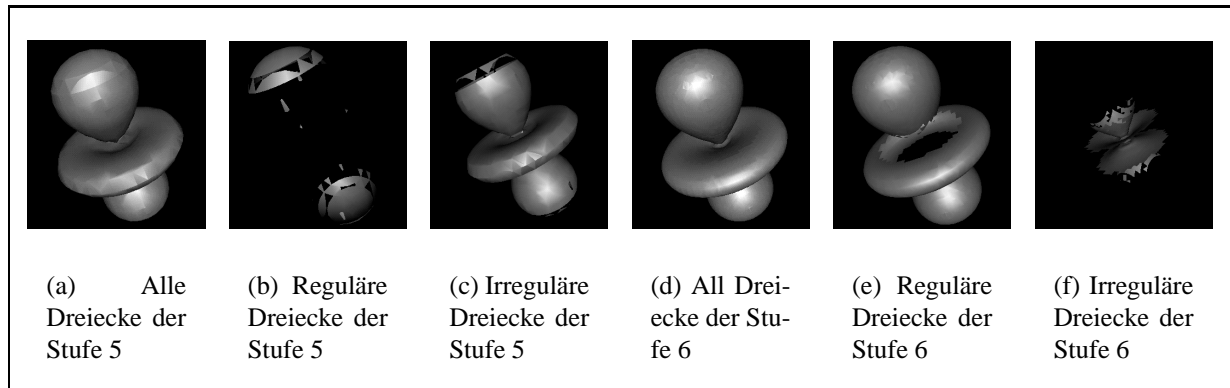 (a) Alle
Dreiecke der
Stufe 5
(b) Reguläre
Dreiecke der
Stufe 5
(c) Irreguläre
Dreiecke der
Stufe 5
(d) All Drei-
ecke der Stu-
fe 6
(e) Reguläre
Dreiecke der
Stufe 6
(f) Irreguläre
Dreiecke der
Stufe 6